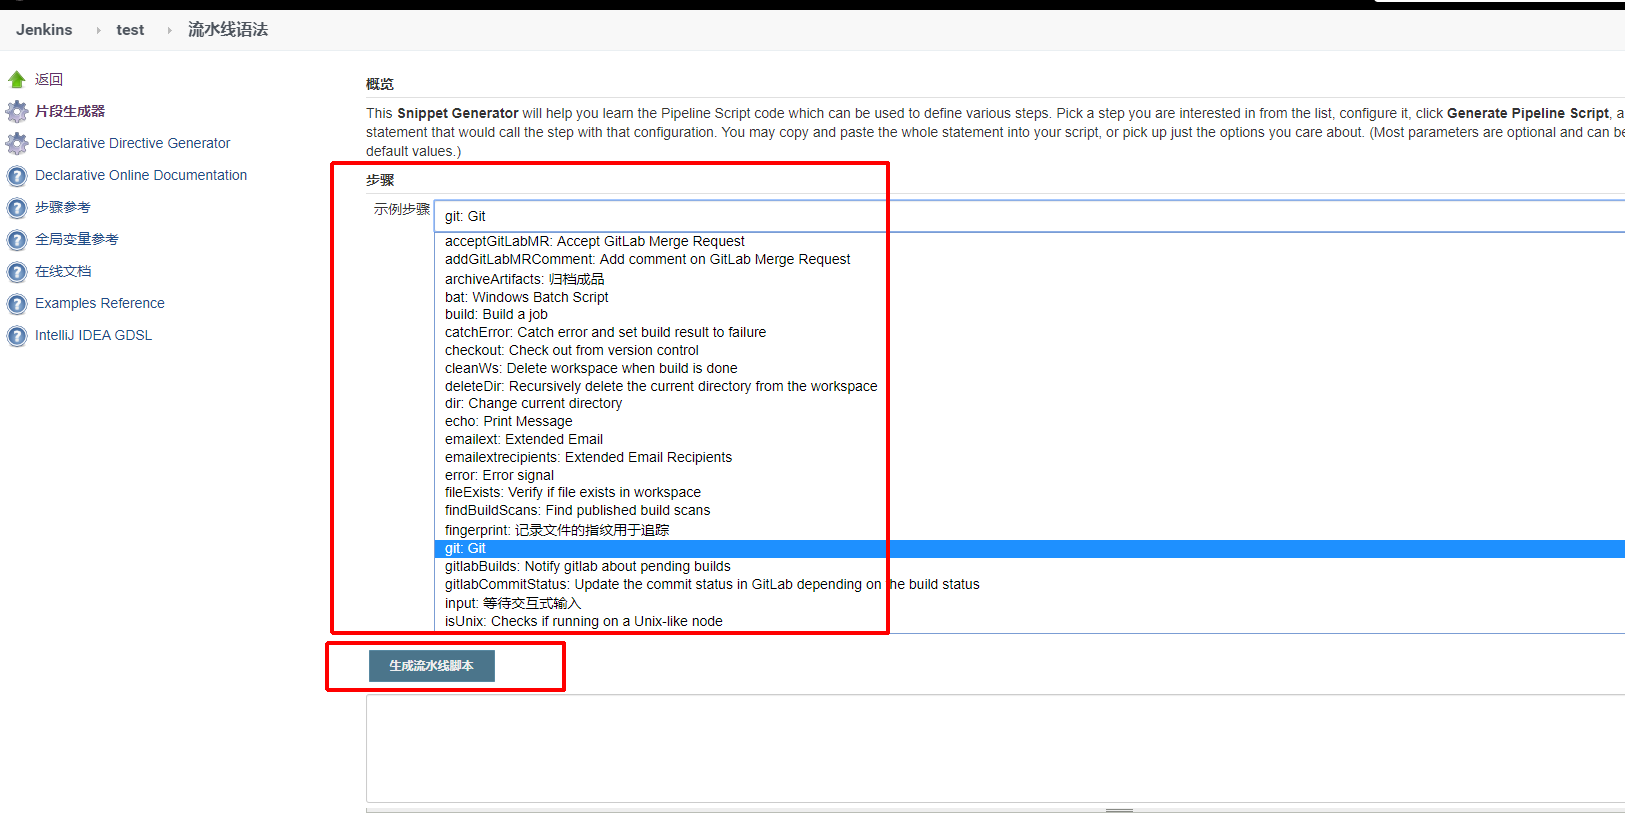 Jenkins test 流水线语法
返回
片段生成器
Declarative Directive Generator
Declarative Online Documentation
步骤参考
全局变量参考
在线文档
Examples Reference
IntelliJ IDEA GDSL
概览
This Snippet Generator will help you learn the Pipeline Script code which can be used to define various steps. Pick a step you are interested in from the list, configure it, click Generate Pipeline Script, a
statement that would call the step with that configuration. You may copy and paste the whole statement into your script, or pick up just the options you care about. (Most parameters are optional and can be
default values.)
步骤
示例步骤 git: Git
acceptGitLabMR: Accept GitLab Merge Request
addGitLabMRComment: Add comment on GitLab Merge Request
archiveArtifacts: 归档成品
bat: Windows Batch Script
build: Build a job
catchError: Catch error and set build result to failure
checkout: Check out from version control
cleanWs: Delete workspace when build is done
deleteDir: Recursively delete the current directory from the workspace
dir: Change current directory
echo: Print Message
emailext: Extended Email
emailextrecipients: Extended Email Recipients
error: Error signal
fileExists: Verify if file exists in workspace
findBuildScans: Find published build scans
fingerprint: 记录文件的指纹用于追踪
git: Git
gitlabBuilds: Notify gitlab about pending builds
gitlabCommitStatus: Update the commit status in GitLab depending on the build status
input: 等待交互式输入
isUnix: Checks if running on a Unix-like node
生成流水线脚本